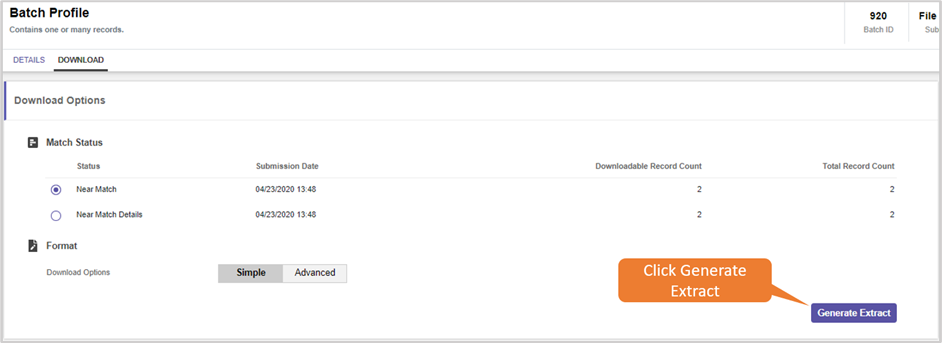 Batch Profile
Contains one or many records.
920
Batch ID
File
Sub
DETAILS DOWNLOAD
Download Options
Match Status
Status Submission Date Downloadable Record Count Total Record Count
Near Match 04/23/2020 13:48 2 2
Near Match Details 04/23/2020 13:48 2 2
Format
Download Options Simple Advanced
Click Generate
Extract
Generate Extract